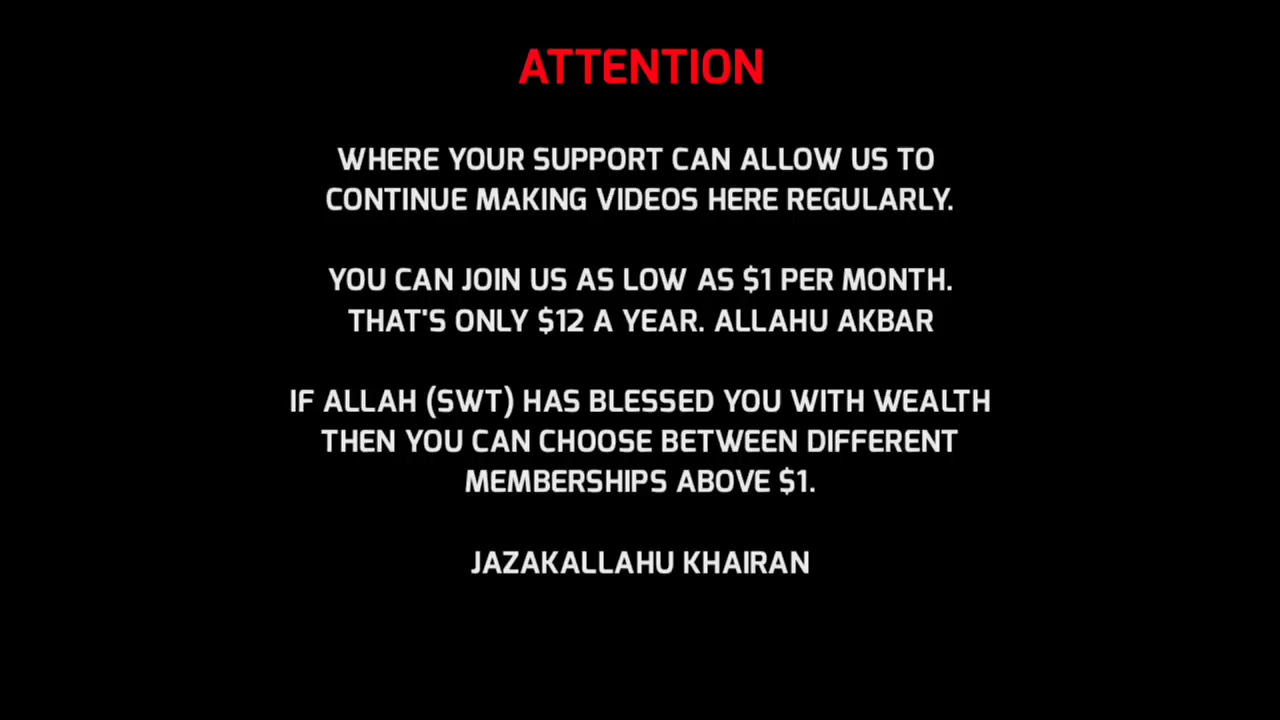 ATTENTION
WHERE YOUR SUPPORT CAN ALLOW US TO
CONTINUE MAKING VIDEOS HERE REGULARLY.
YOU CAN JOIN US AS LOW AS $1 PER MONTH.
THAT'S ONLY $12 A YEAR. ALLAHU AKBAR
IF ALLAH (SWT) HAS BLESSED YOU WITH WEALTH
THEN YOU CAN CHOOSE BETWEEN DIFFERENT
MEMBERSHIPS ABOVE $1.
JAZAKALLAHU KHAIRAN